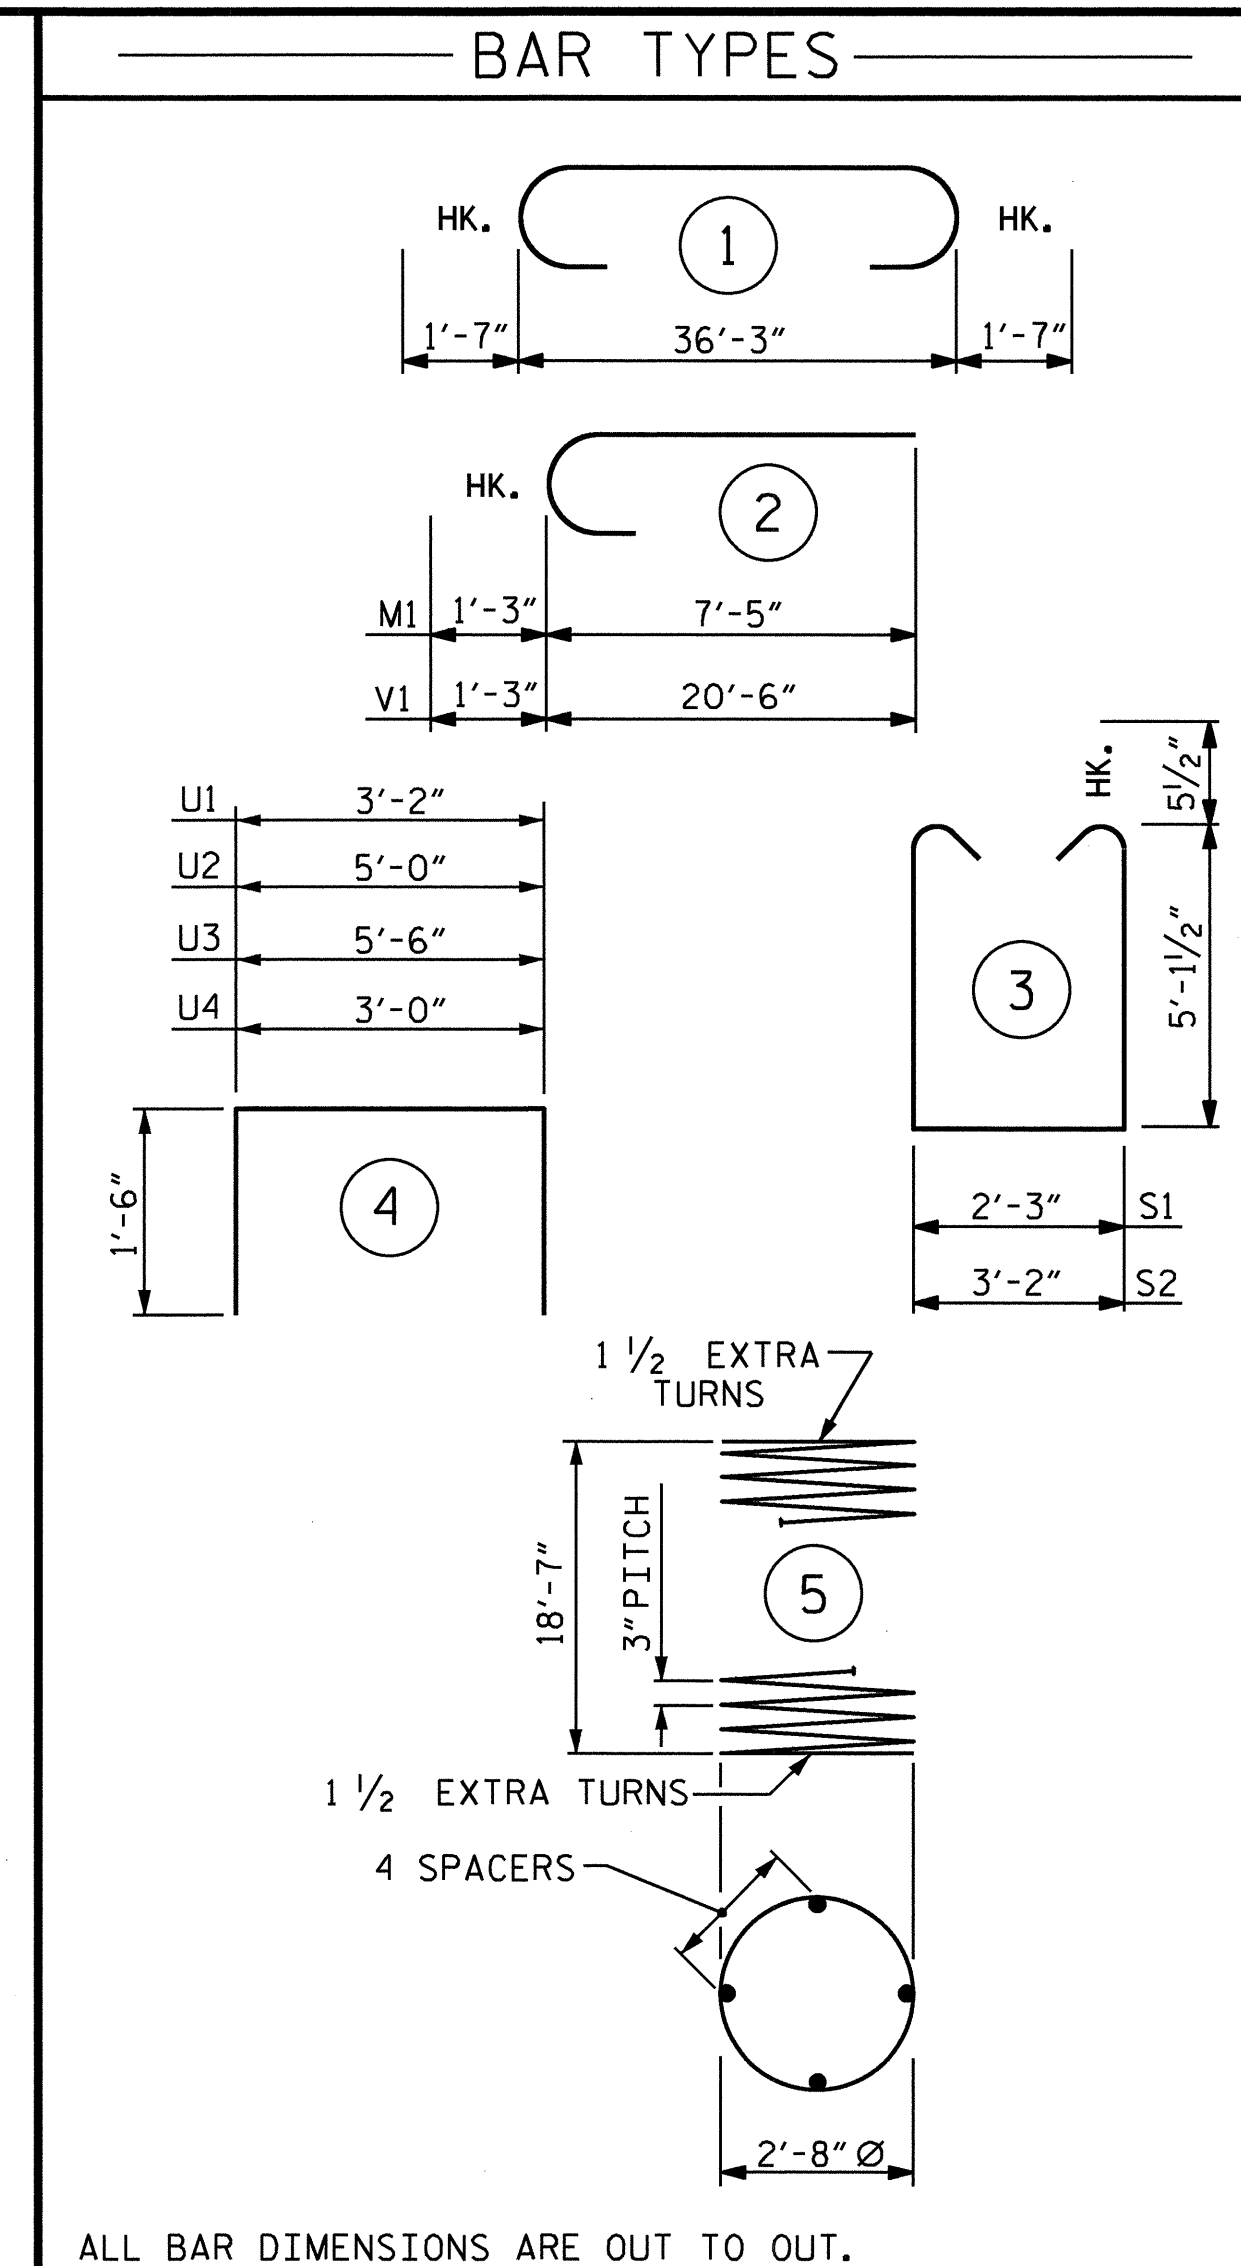 BAR TYPES
HK. 1 HK.
1'-7" 36'-3" 1'-7"
HK. 2
M1 1'-3" 7'-5"
V1 1'-3" 20'-6"
HK. 5½"
U1 3'-2"
U2 5'-0"
U3 5'-6"
U4 3'-0"
3 5'-1½"
1'-6" 4
2'-3" S1
3'-2" S2
1 ½ EXTRA
TURNS
18'-7" 3" PITCH 5
1 ½ EXTRA TURNS
4 SPACERS
2'-8" Ø
ALL BAR DIMENSIONS ARE OUT TO OUT.